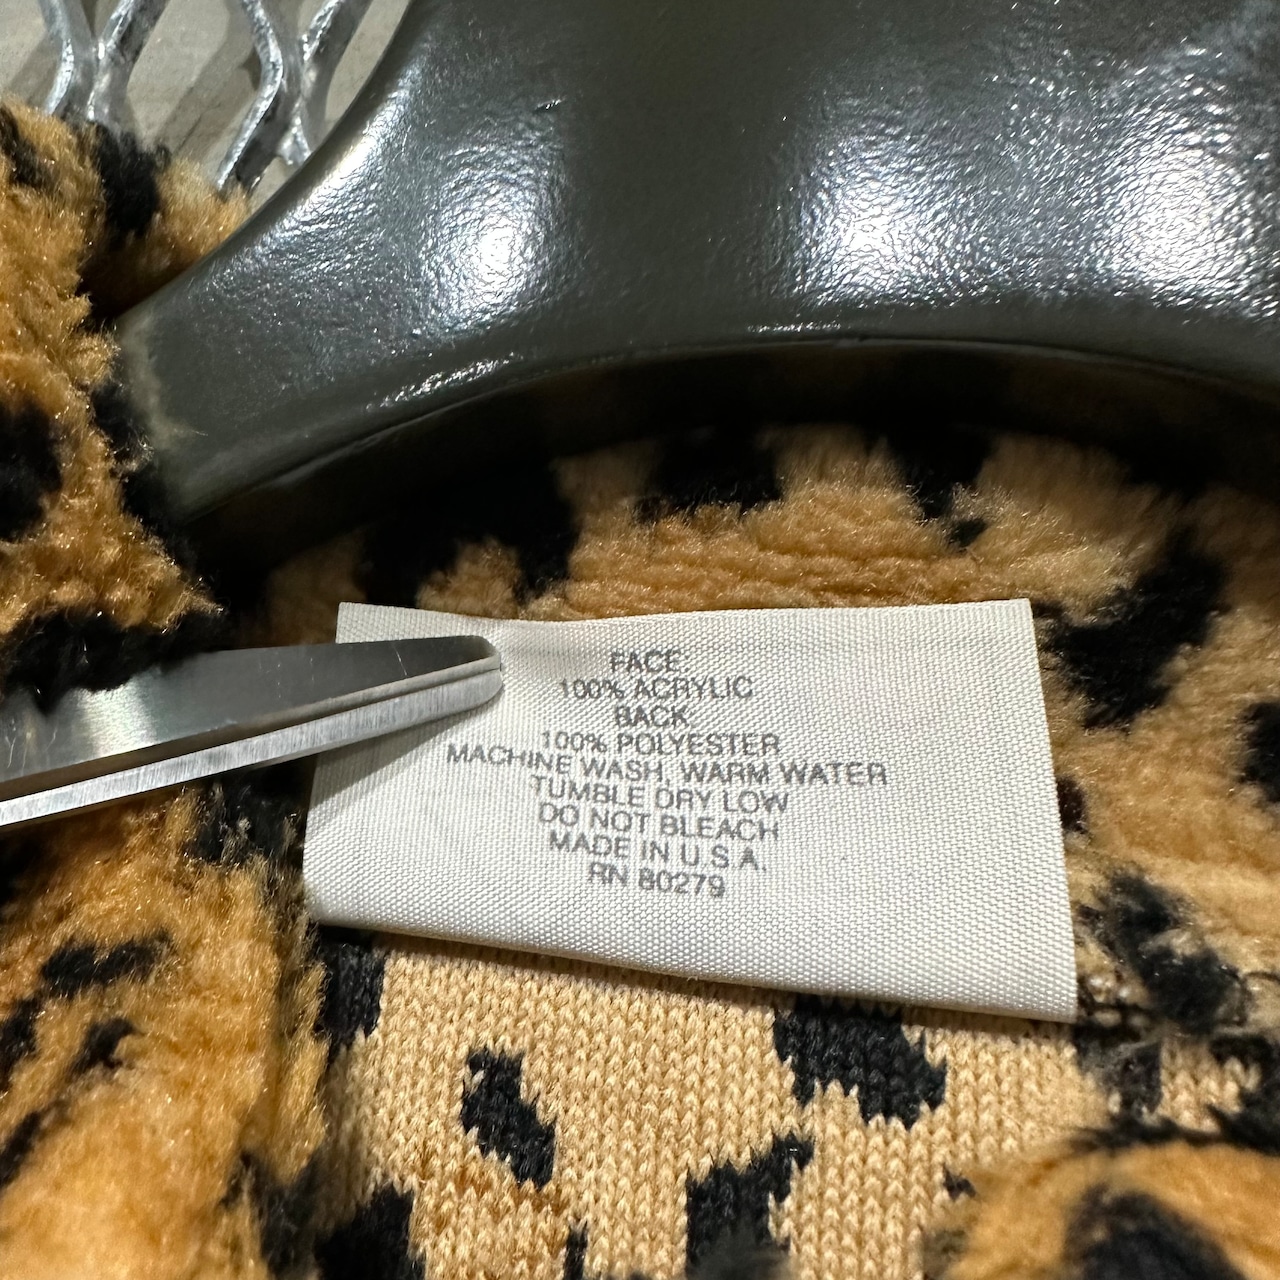 FACE:
100% ACRYLIC
BACK:
100% POLYESTER
MACHINE WASH, WARM WATER
TUMBLE DRY LOW
DO NOT BLEACH
MADE IN U.S.A.
RN 80279